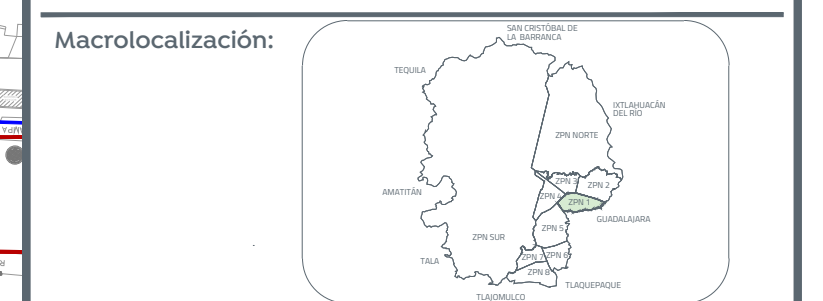 Macrolocalización:
SAN CRISTÓBAL DE
LA BARRANCA
TEQUILA
IXTLAHUACÁN
DEL RÍO
ZPN NORTE
ZPN 3
ZPN 2
AMATITÁN
ZPN 4
ZPN 1
GUADALAJARA
ZPN 5
ZPN SUR
TALA
ZPN 7
ZPN 6
ZPN 8
TLAQUEPAQUE
TLAJOMULCO